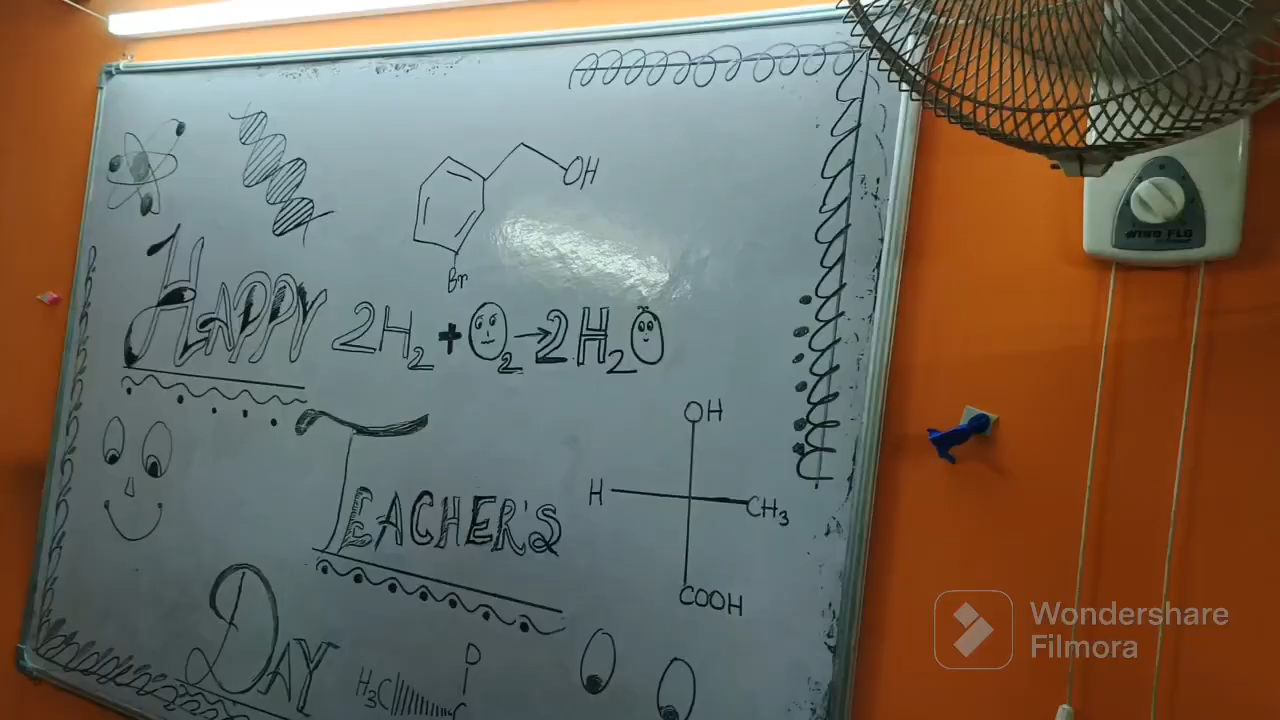 OH
Br
HAPPY 2H2 + O2 → 2H2O
OH
H CH3
TEACHER'S
COOH
DAY
D
H3C
C
Wondershare
Filmora